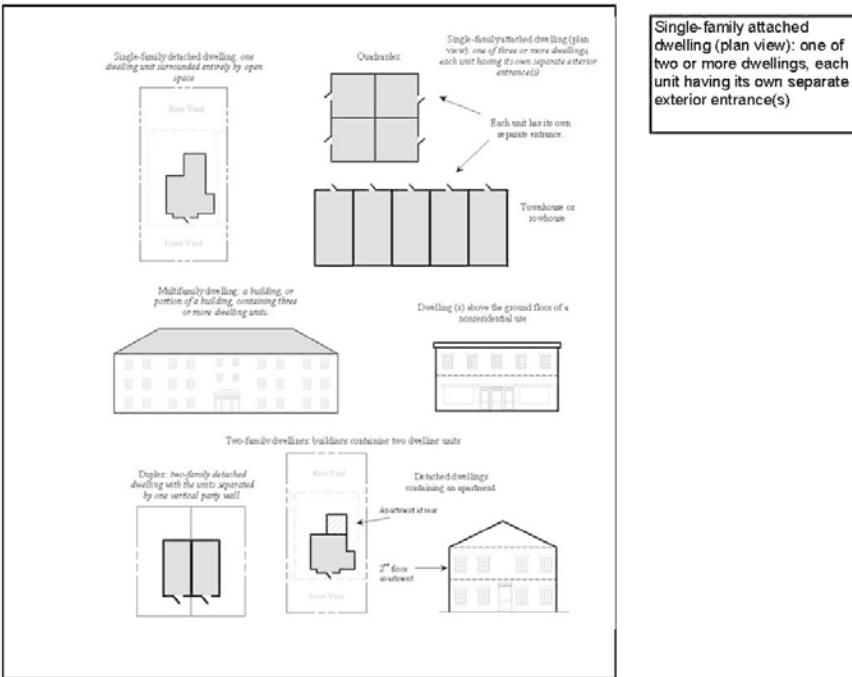 Single-family detached dwelling: one
dwelling unit surrounded entirely by open
space
Rear Yard
Front Yard
Quadraplex
Single-family attached dwelling (plan
view): one of three or more dwellings,
each unit having its own separate exterior
entrance(s)
Each unit has its own
separate entrance.
Townhouse or
rowhouse
Multifamily dwelling: a building, or
portion of a building, containing three
or more dwelling units.
Dwelling (s) above the ground floor of a
nonresidential use
Two-family dwellings: buildings containing two dwelling units
Duplex: two-family detached
dwelling with the units separated
by one vertical party wall
Rear Yard
Front Yard
Detached dwellings
containing an apartment
Apartment at rear
2nd floor
apartment
Single-family attached
dwelling (plan view): one of
two or more dwellings, each
unit having its own separate
exterior entrance(s)